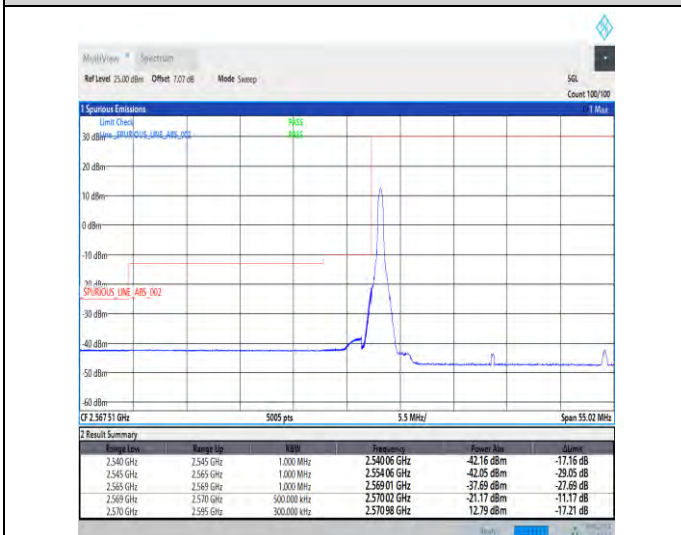 MultiView Spectrum
Ref Level 25.00 dBm Offset 7.07 dB Mode Sweep SGL
Count 100/100
1 Spurious Emissions 1 Max
Limit Check PASS
30 dBm Line _SPURIOUS_LINE_ABS_002 PASS
20 dBm
10 dBm
0 dBm
-10 dBm
-20 dBm
_SPURIOUS_LINE_ABS_002
-30 dBm
-40 dBm
-50 dBm
-60 dBm
CF 2.567 51 GHz 5005 pts 5.5 MHz/ Span 55.02 MHz
2 Result Summary
Range Low Range Up RBW Frequency Power Abs ΔLimit
2.540 GHz 2.545 GHz 1.000 MHz 2.540 06 GHz -42.16 dBm -17.16 dB
2.545 GHz 2.565 GHz 1.000 MHz 2.554 06 GHz -42.05 dBm -29.05 dB
2.565 GHz 2.569 GHz 1.000 MHz 2.569 01 GHz -37.69 dBm -27.69 dB
2.569 GHz 2.570 GHz 500.000 kHz 2.570 02 GHz -21.17 dBm -11.17 dB
2.570 GHz 2.595 GHz 300.000 kHz 2.570 98 GHz 12.79 dBm -17.21 dB
Ready